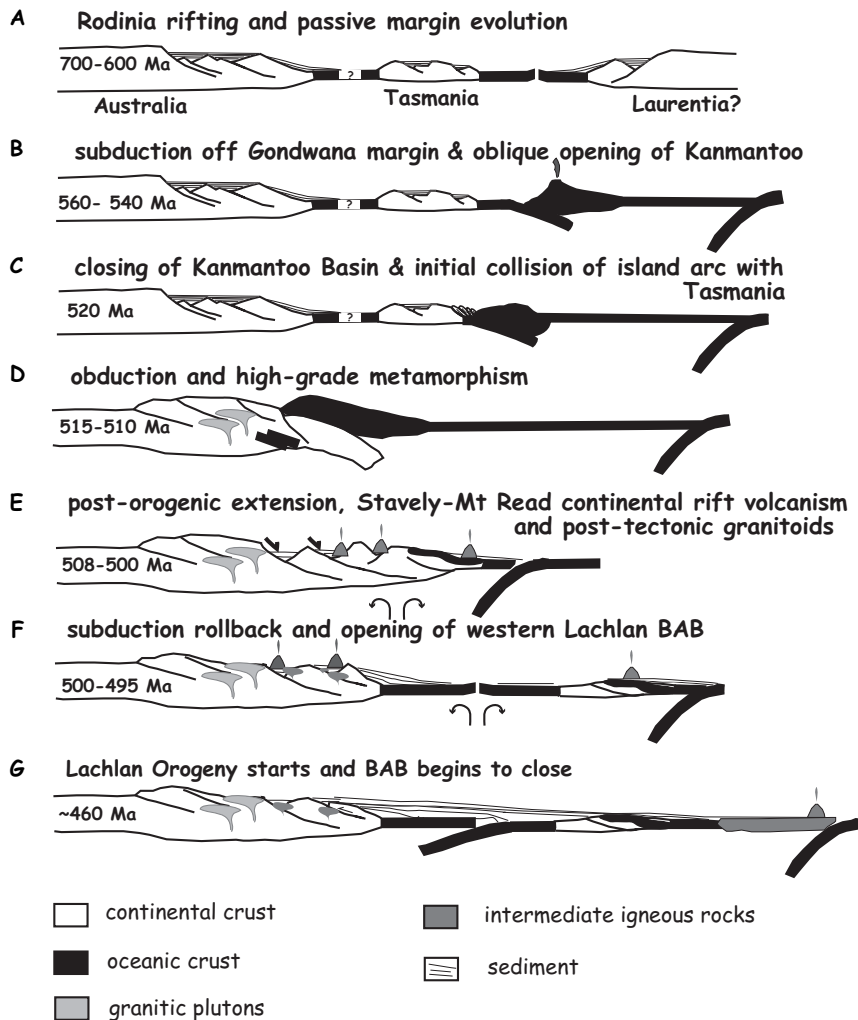 A Rodinia rifting and passive margin evolution
700-600 Ma
?
Australia Tasmania Laurentia?
B subduction off Gondwana margin & oblique opening of Kanmantoo
560- 540 Ma
?
C closing of Kanmantoo Basin & initial collision of island arc with
Tasmania
520 Ma
?
D obduction and high-grade metamorphism
515-510 Ma
E post-orogenic extension, Stavely-Mt Read continental rift volcanism
and post-tectonic granitoids
508-500 Ma
F subduction rollback and opening of western Lachlan BAB
500-495 Ma
G Lachlan Orogeny starts and BAB begins to close
~460 Ma
continental crust
intermediate igneous rocks
oceanic crust
sediment
granitic plutons